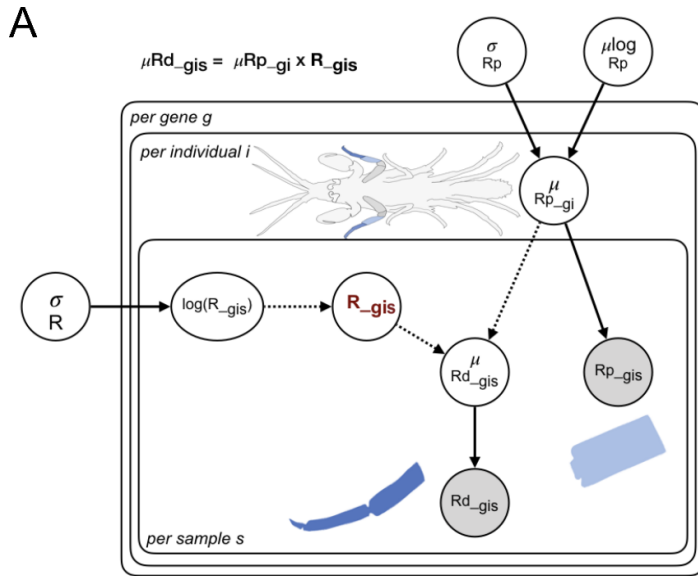 A
μRd_gis = μRp_gi x R_gis
σ
Rp
μlog
Rp
per gene g
per individual i
μ
Rp_gi
σ
R
log(R_gis)
R_gis
μ
Rd_gis
Rp_gis
Rd_gis
per sample s